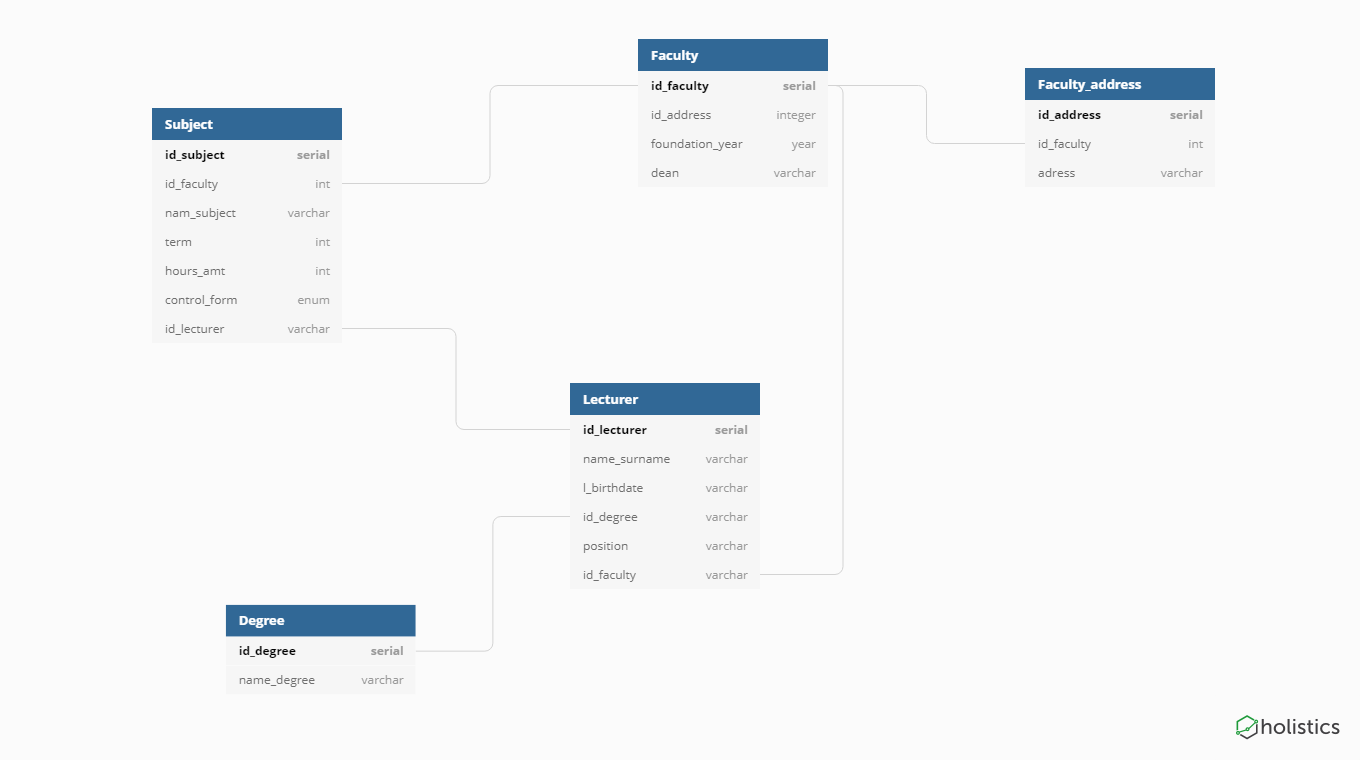 Faculty
id_faculty serial
id_address integer
foundation_year year
dean varchar
Faculty_address
id_address serial
id_faculty int
adress varchar
Subject
id_subject serial
id_faculty int
nam_subject varchar
term int
hours_amt int
control_form enum
id_lecturer varchar
Lecturer
id_lecturer serial
name_surname varchar
l_birthdate varchar
id_degree varchar
position varchar
id_faculty varchar
Degree
id_degree serial
name_degree varchar
holistics